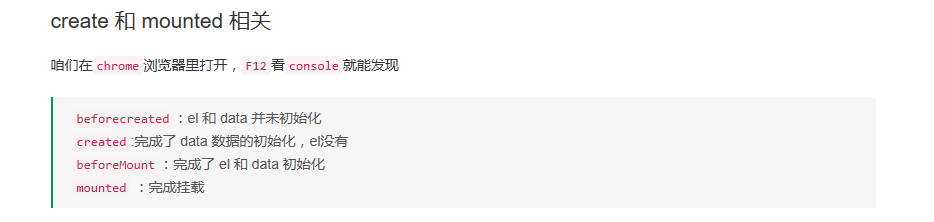 create 和 mounted 相关
咱们在 chrome 浏览器里打开，F12 看 console 就能发现
beforecreated：el 和 data 并未初始化
created:完成了 data 数据的初始化，el没有
beforeMount：完成了 el 和 data 初始化
mounted ：完成挂载